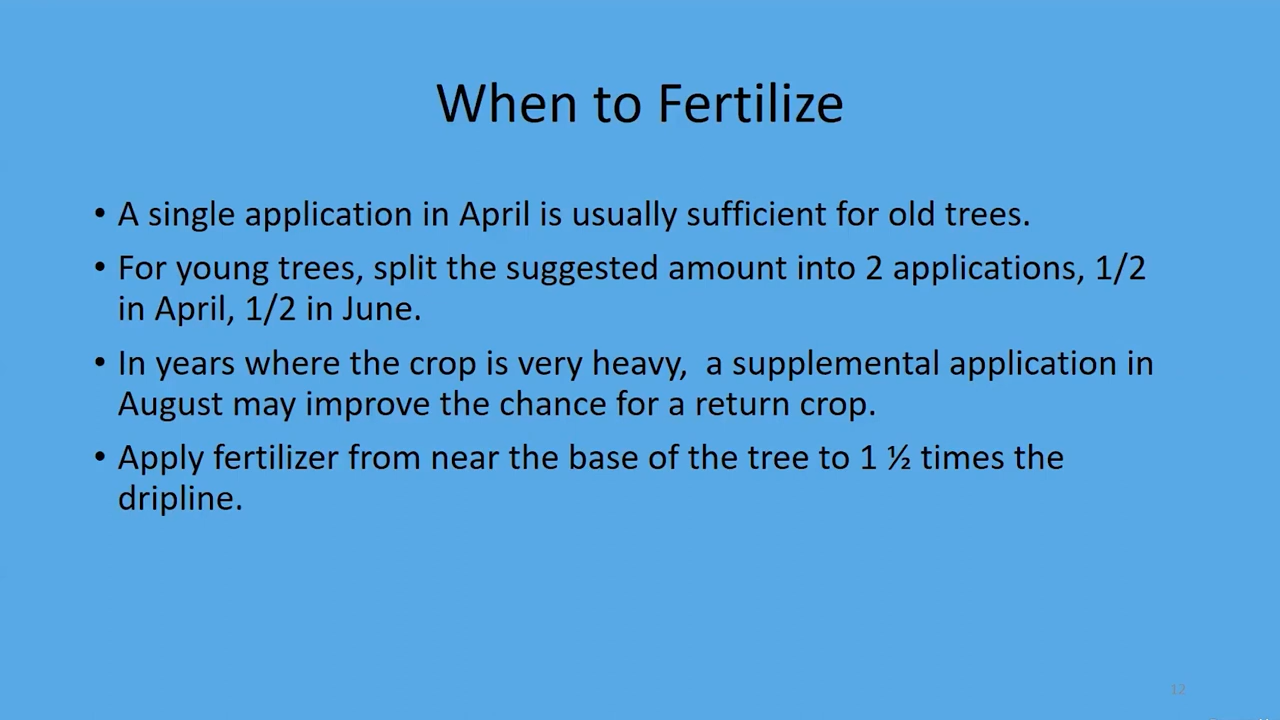 When to Fertilize
• A single application in April is usually sufficient for old trees.
• For young trees, split the suggested amount into 2 applications, 1/2
in April, 1/2 in June.
• In years where the crop is very heavy,  a supplemental application in
August may improve the chance for a return crop.
• Apply fertilizer from near the base of the tree to 1 ½ times the
dripline.
12